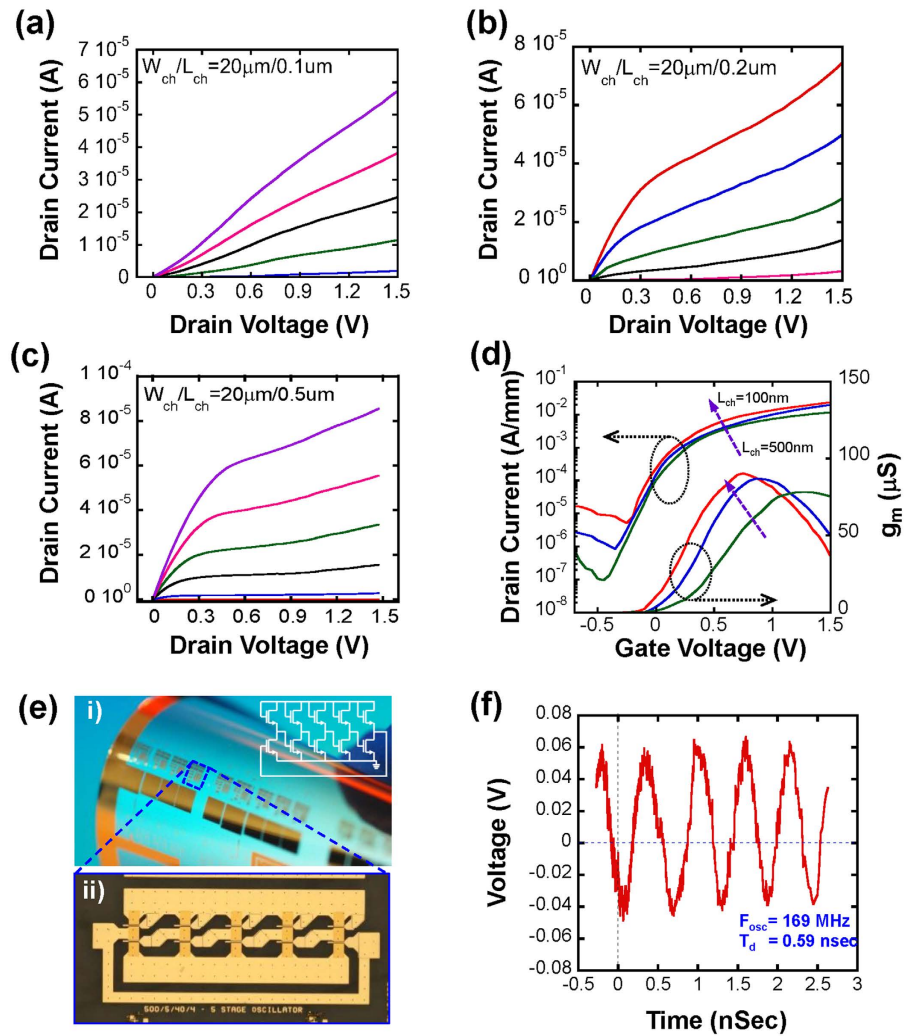 (a)
7 10-5
6 10-5
5 10-5
4 10-5
3 10-5
2 10-5
1 10-5
0
Wch/Lch=20μm/0.1um
Drain Current (A)
0 0.3 0.6 0.9 1.2 1.5
Drain Voltage (V)
(b)
8 10-5
6 10-5
4 10-5
2 10-5
0 100
Wch/Lch=20μm/0.2um
Drain Current (A)
0 0.3 0.6 0.9 1.2 1.5
Drain Voltage (V)
(c)
1 10-4
8 10-5
6 10-5
4 10-5
2 10-5
0 100
Wch/Lch=20μm/0.5um
Drain Current (A)
0 0.3 0.6 0.9 1.2 1.5
Drain Voltage (V)
(d)
10-1
10-2
10-3
10-4
10-5
10-6
10-7
10-8
Drain Current (A/mm)
Lch=100nm
Lch=500nm
150
100
50
0
gm (μS)
-0.5 0 0.5 1 1.5
Gate Voltage (V)
(e)
i)
ii)
500/5/40/4 - 5 STAGE OSCILLATOR
(f)
0.08
0.06
0.04
0.02
0
-0.02
-0.04
-0.06
-0.08
Voltage (V)
Fosc= 169 MHz
Td = 0.59 nsec
-0.5 0 0.5 1 1.5 2 2.5 3
Time (nSec)